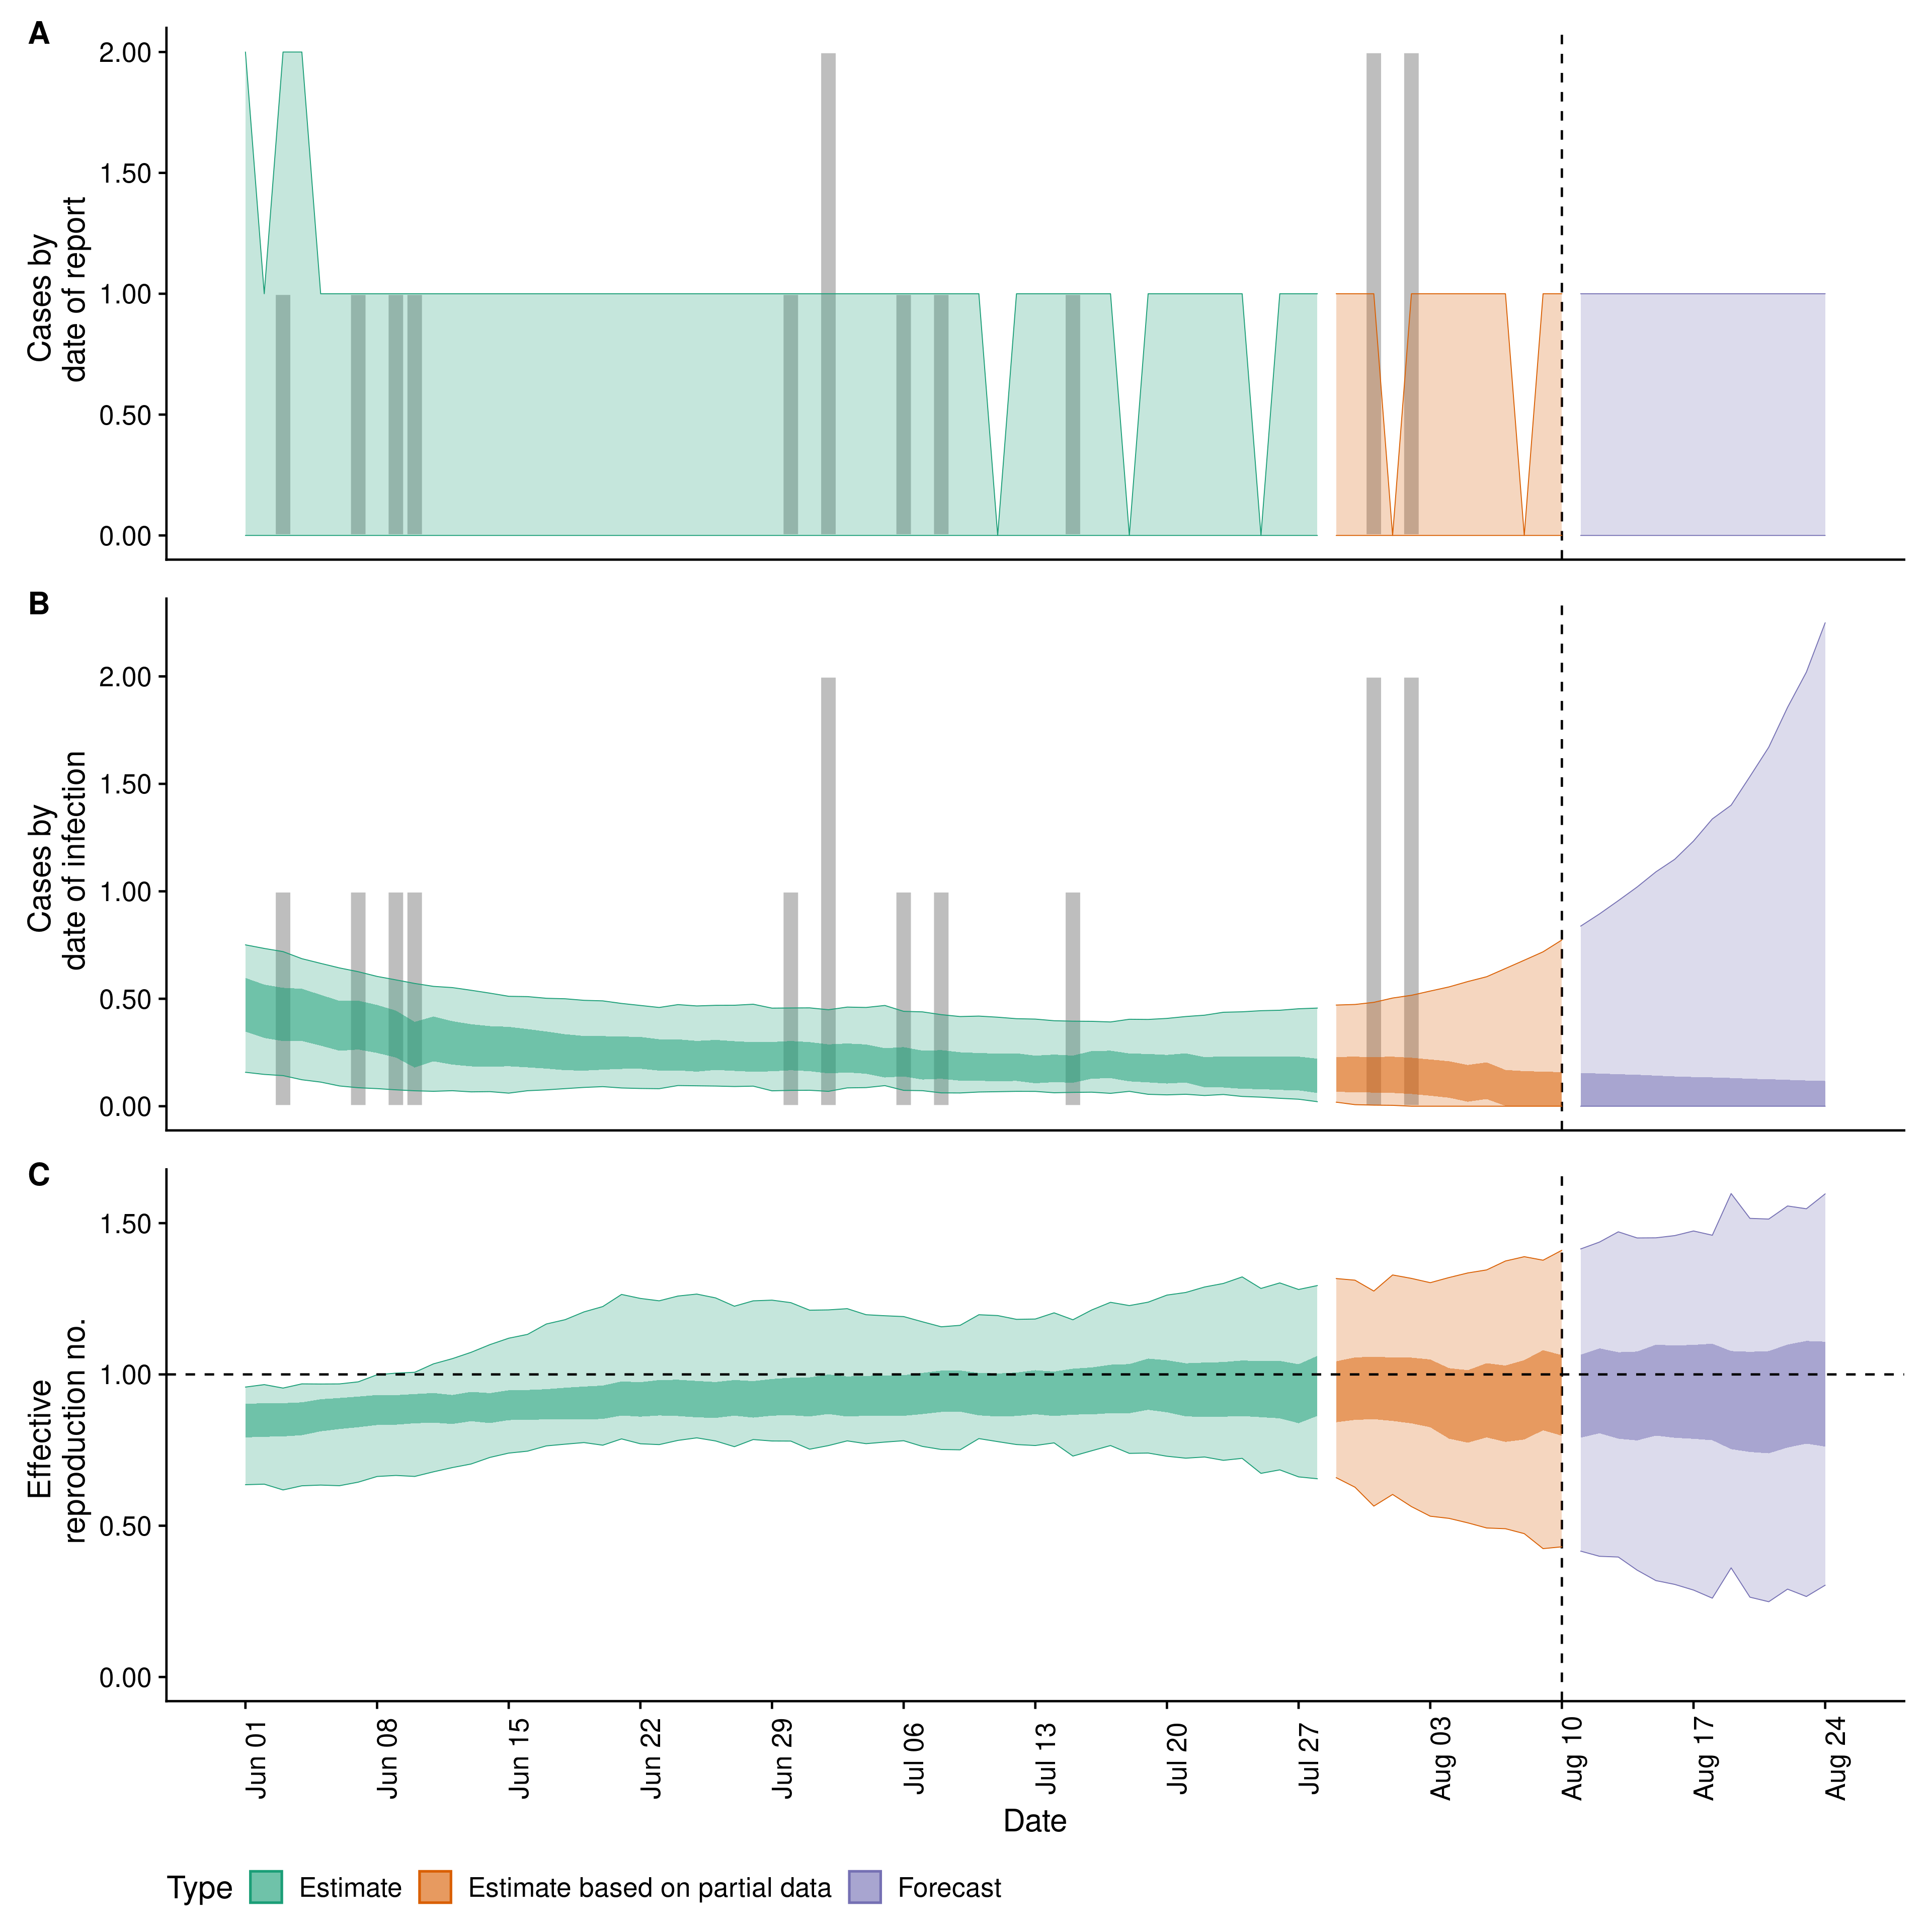 A
2.00
1.50
1.00
0.50
0.00
Cases by
date of report
B
2.00
1.50
1.00
0.50
0.00
Cases by
date of infection
C
1.50
1.00
0.50
0.00
Effective
reproduction no.
Jun 01 Jun 08 Jun 15 Jun 22 Jun 29 Jul 06 Jul 13 Jul 20 Jul 27 Aug 03 Aug 10 Aug 17 Aug 24
Date
Type Estimate Estimate based on partial data Forecast